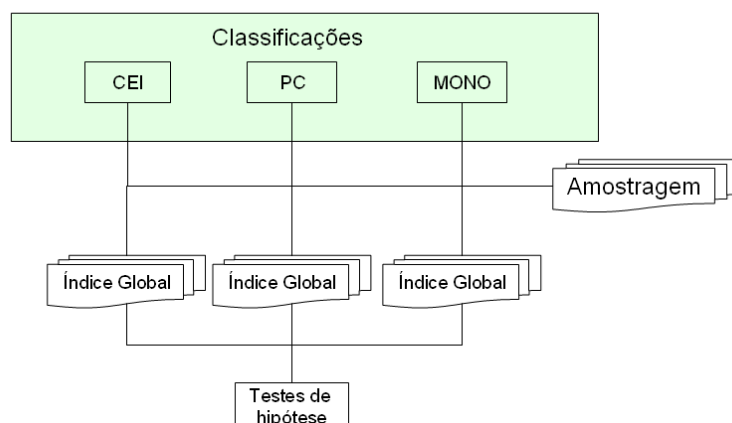 Classificações
CEI
PC
MONO
Amostragem
Índice Global
Índice Global
Índice Global
Testes de
hipótese